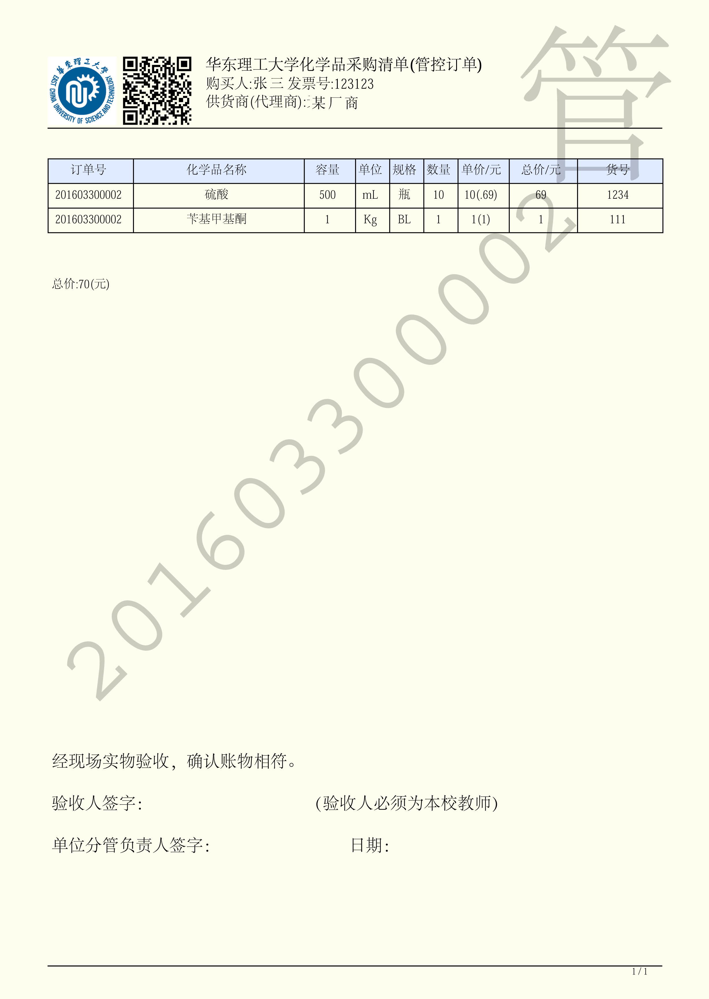 華東理工大學
EAST CHINA UNIVERSITY OF SCIENCE AND TECHNOLOGY
华东理工大学化学品采购清单(管控订单)
购买人:张三 发票号:123123
供货商(代理商):某厂商
管
订单号 化学品名称 容量 单位 规格 数量 单价/元 总价/元 货号
201603300002 硫酸 500 mL 瓶 10 10(.69) 69 1234
201603300002 苄基甲基酮 1 Kg BL 1 1(1) 1 111
总价:70(元)
201603300002
经现场实物验收，确认账物相符。
验收人签字: (验收人必须为本校教师)
单位分管负责人签字: 日期:
1 / 1